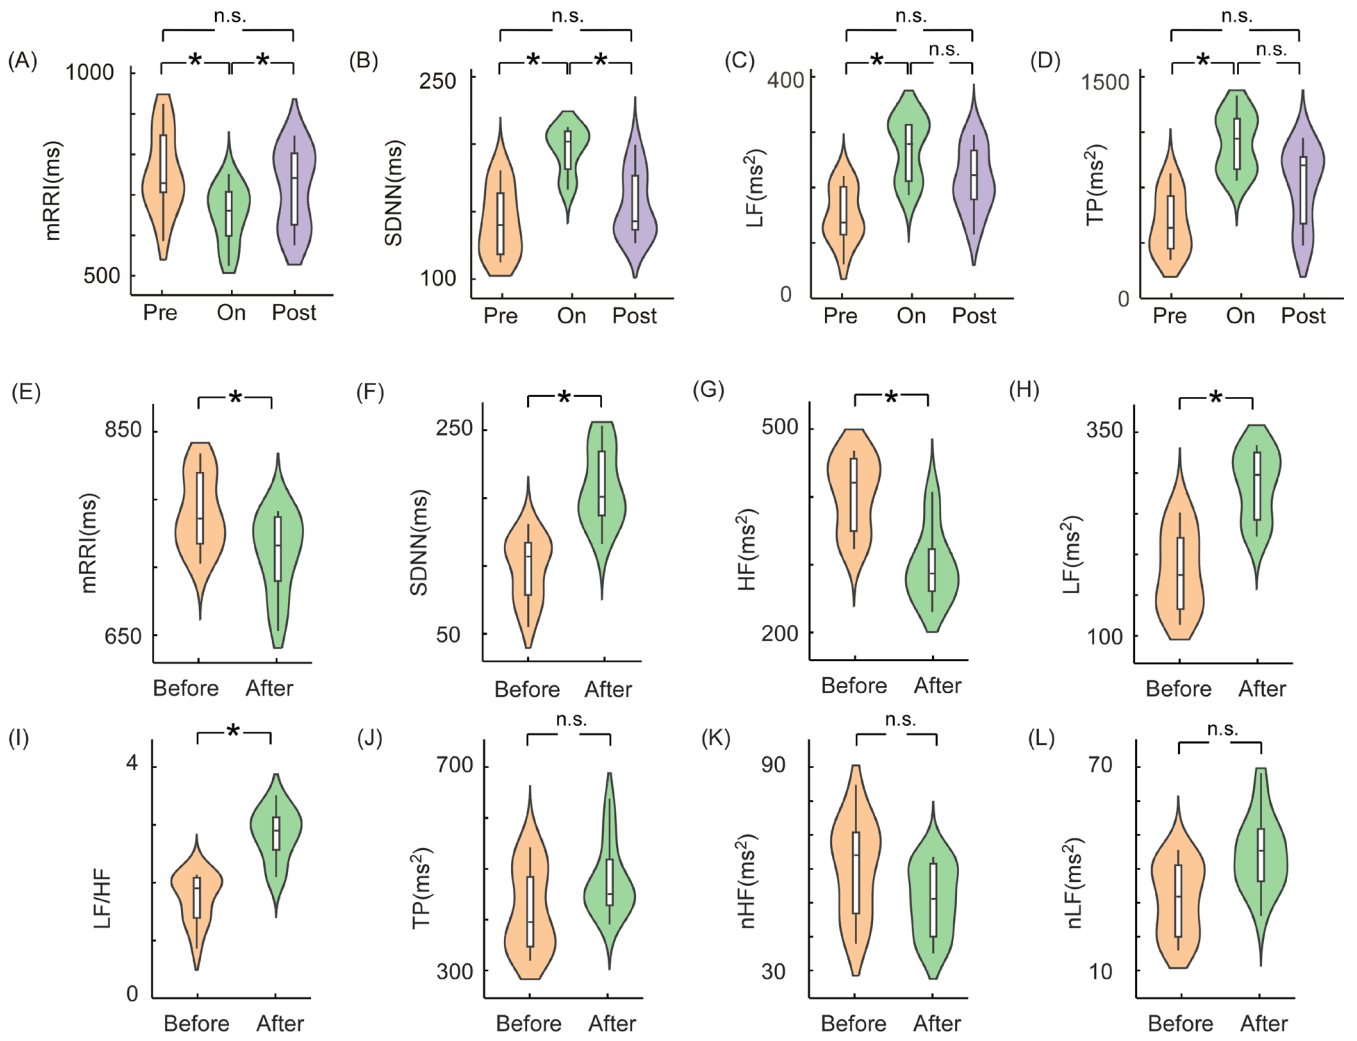 n.s. n.s. n.s. n.s.
(A) * * (B) * * (C) * n.s. (D) * n.s.
1000 250 400 1500
mRRI(ms) SDNN(ms) LF(ms²) TP(ms²)
500 100 0 0
Pre On Post Pre On Post Pre On Post Pre On Post
(E) * (F) * (G) * (H) *
850 250 500 350
mRRI(ms) SDNN(ms) HF(ms²) LF(ms²)
650 50 200 100
Before After Before After Before After Before After
(I) * (J) n.s. (K) n.s. (L) n.s.
4 700 90 70
LF/HF TP(ms²) nHF(ms²) nLF(ms²)
0 300 30 10
Before After Before After Before After Before After